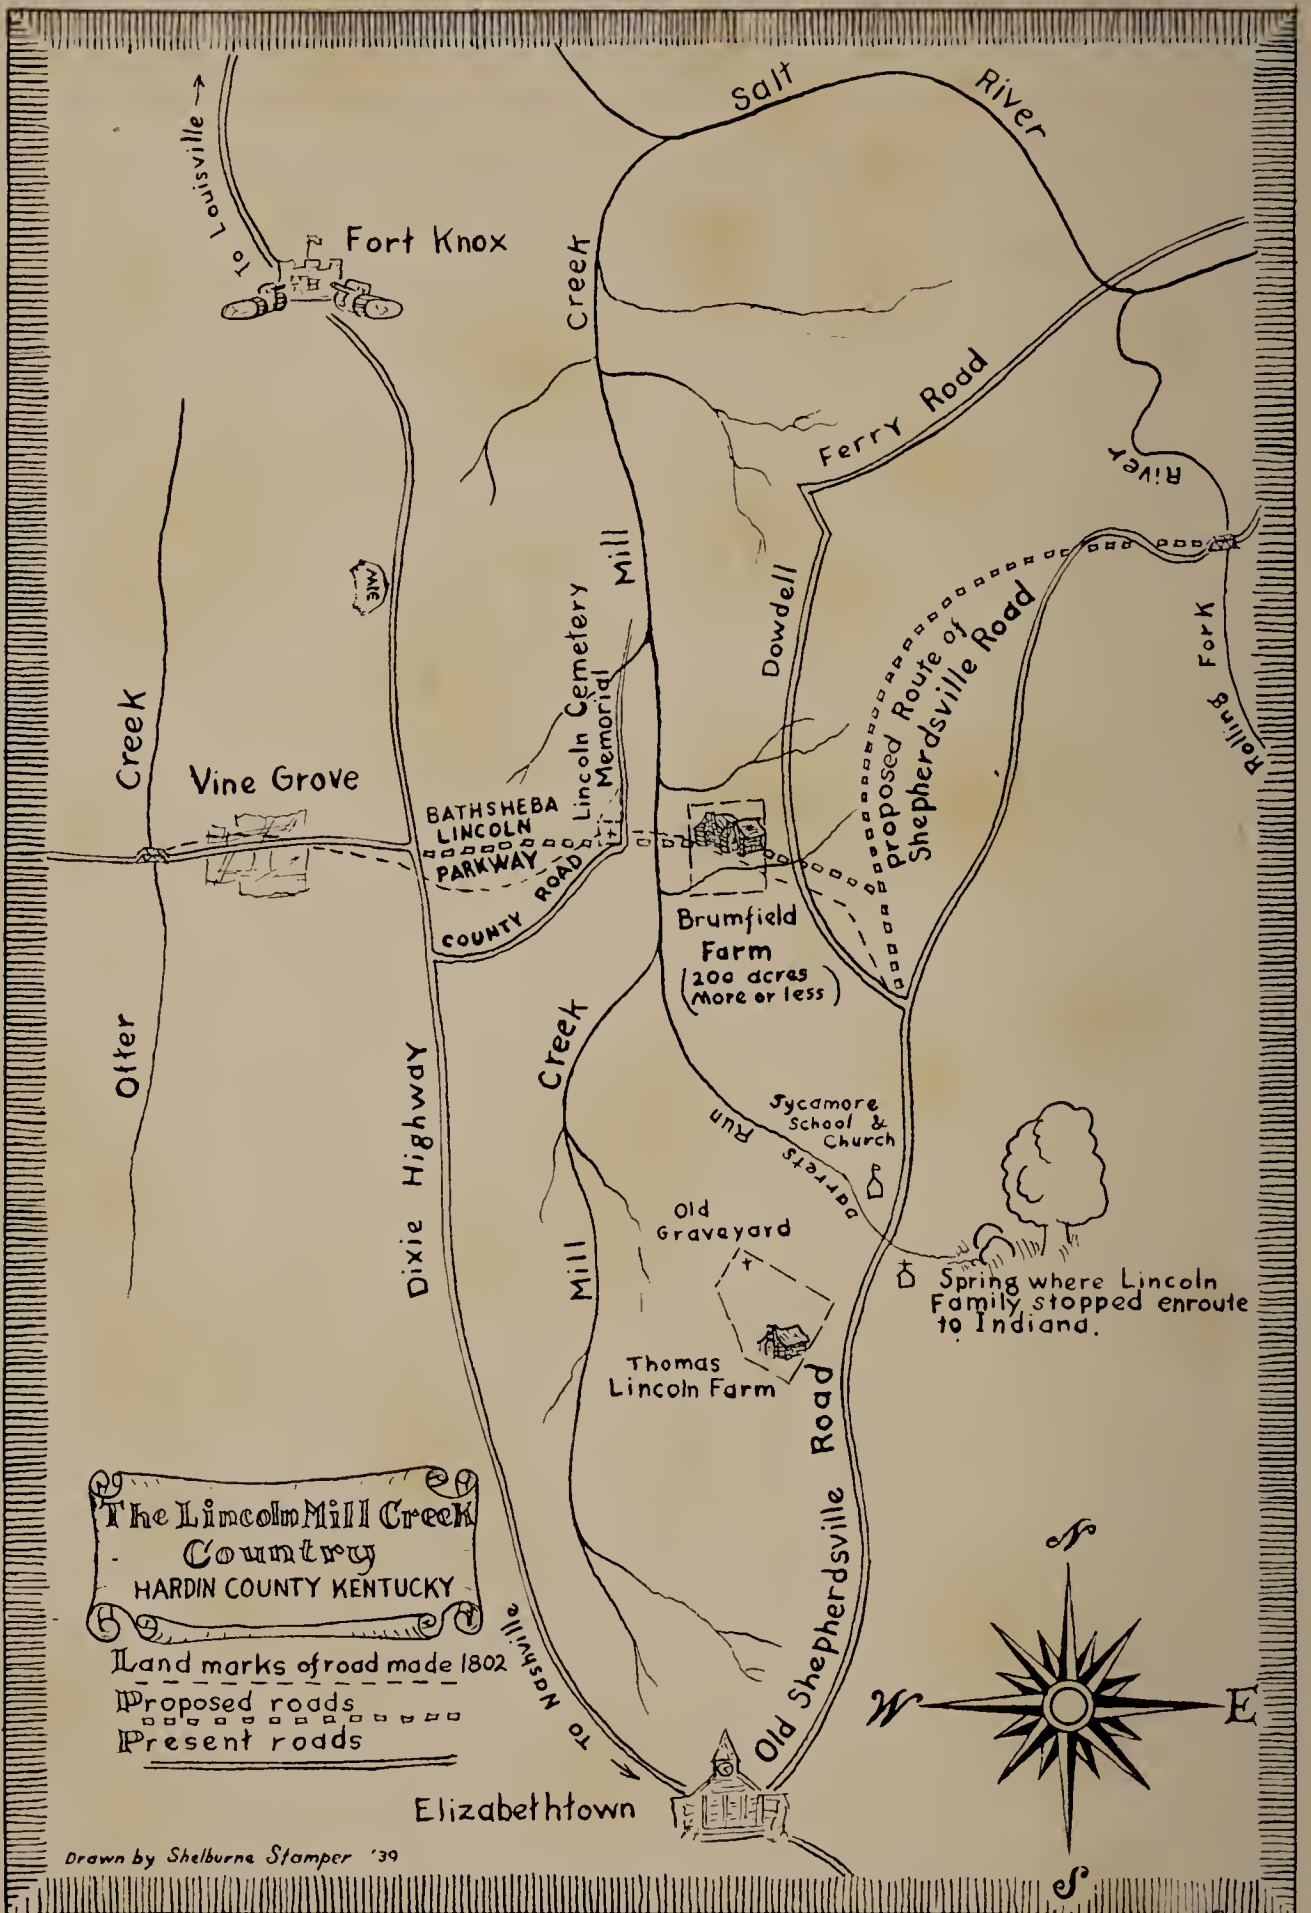 Salt River
To Louisville →
Fort Knox
Creek
Ferry Road
River
31W
Mill
Dowdell
Lincoln Cemetery
Memorial
Proposed Route of
Shepherdsville Road
Rolling Fork
Creek
Vine Grove
BATHSHEBA
LINCOLN
PARKWAY
COUNTY ROAD
Brumfield
Farm
(200 acres
More or less)
Otter
Creek
Dixie Highway
Run
Sycamore
School &
Church
Darrets
Old
Graveyard
Mill
Spring where Lincoln
Family stopped enroute
to Indiana.
Thomas
Lincoln Farm
Old Shepherdsville Road
The Lincoln Mill Creek
Country
HARDIN COUNTY KENTUCKY
Land marks of road made 1802
Proposed roads
Present roads
To Nashville
N
W
E
S
Elizabethtown
Drawn by Shelburne Stamper '39